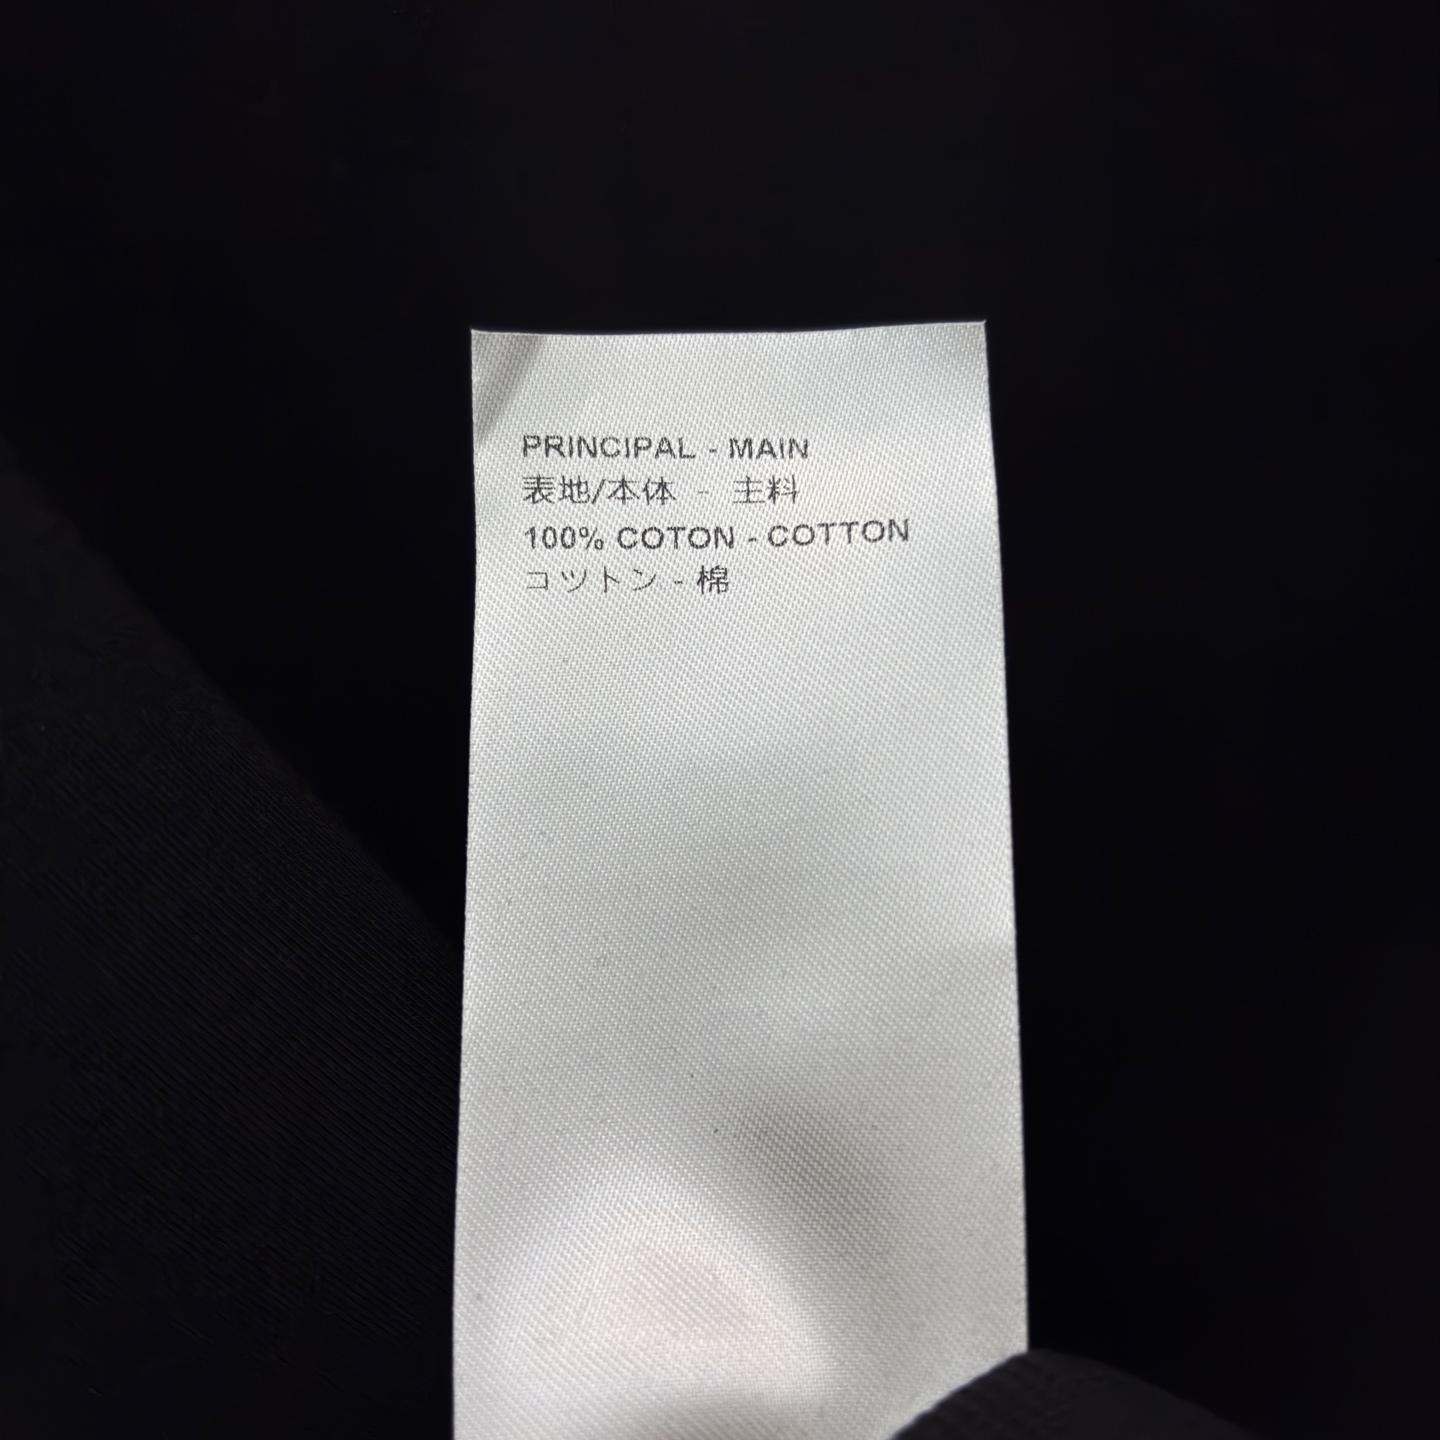 PRINCIPAL - MAIN
表地/本体 - 主料
100% COTON - COTTON
コットン - 棉